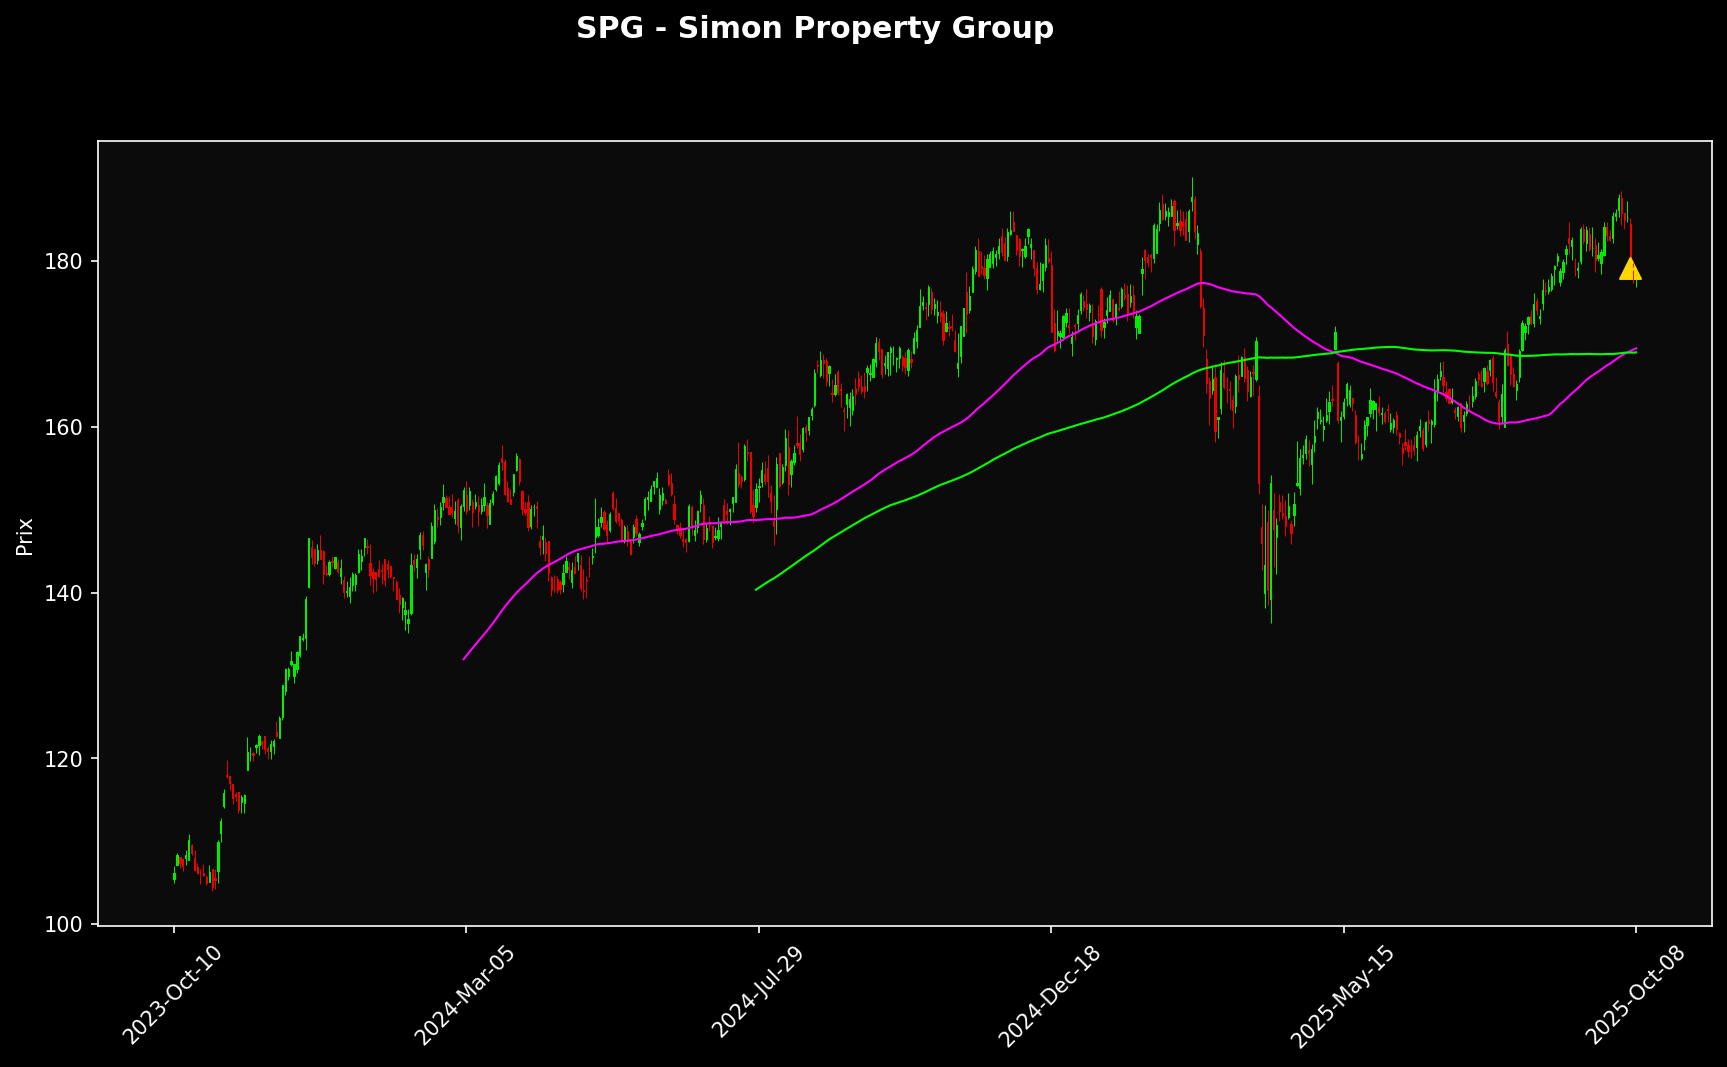 SPG - Simon Property Group
Prix
180
160
140
120
100
2023-Oct-10
2024-Mar-05
2024-Jul-29
2024-Dec-18
2025-May-15
2025-Oct-08